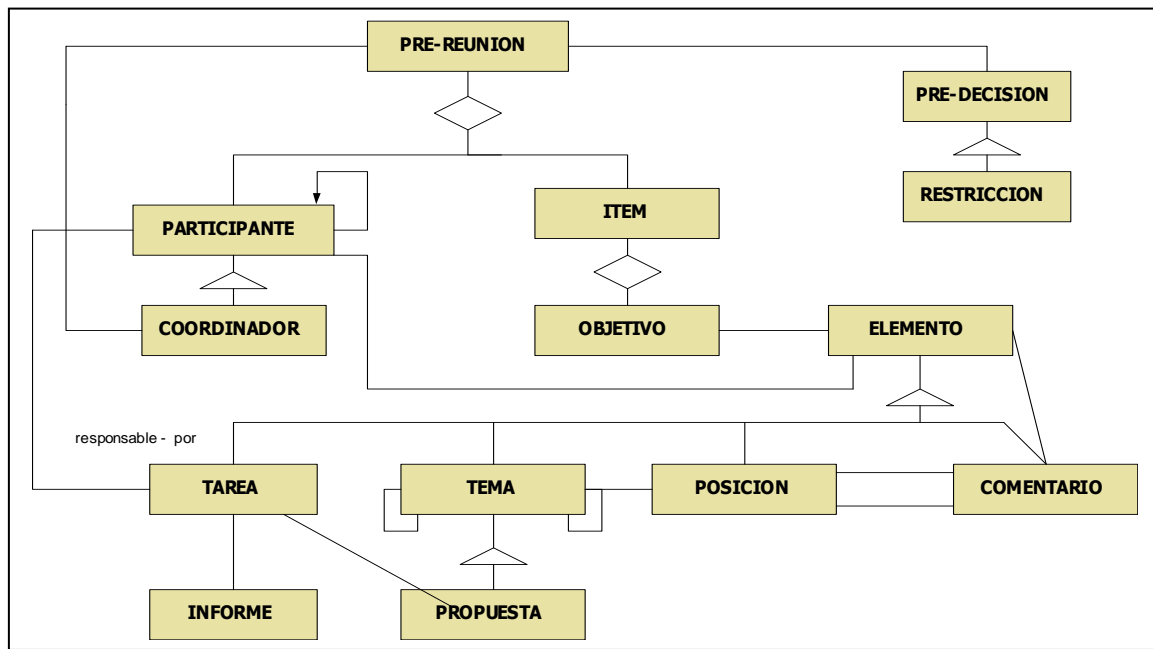 PRE-REUNION
PRE-DECISION
RESTRICCION
PARTICIPANTE
ITEM
COORDINADOR
OBJETIVO
ELEMENTO
responsable - por
TAREA
TEMA
POSICION
COMENTARIO
INFORME
PROPUESTA